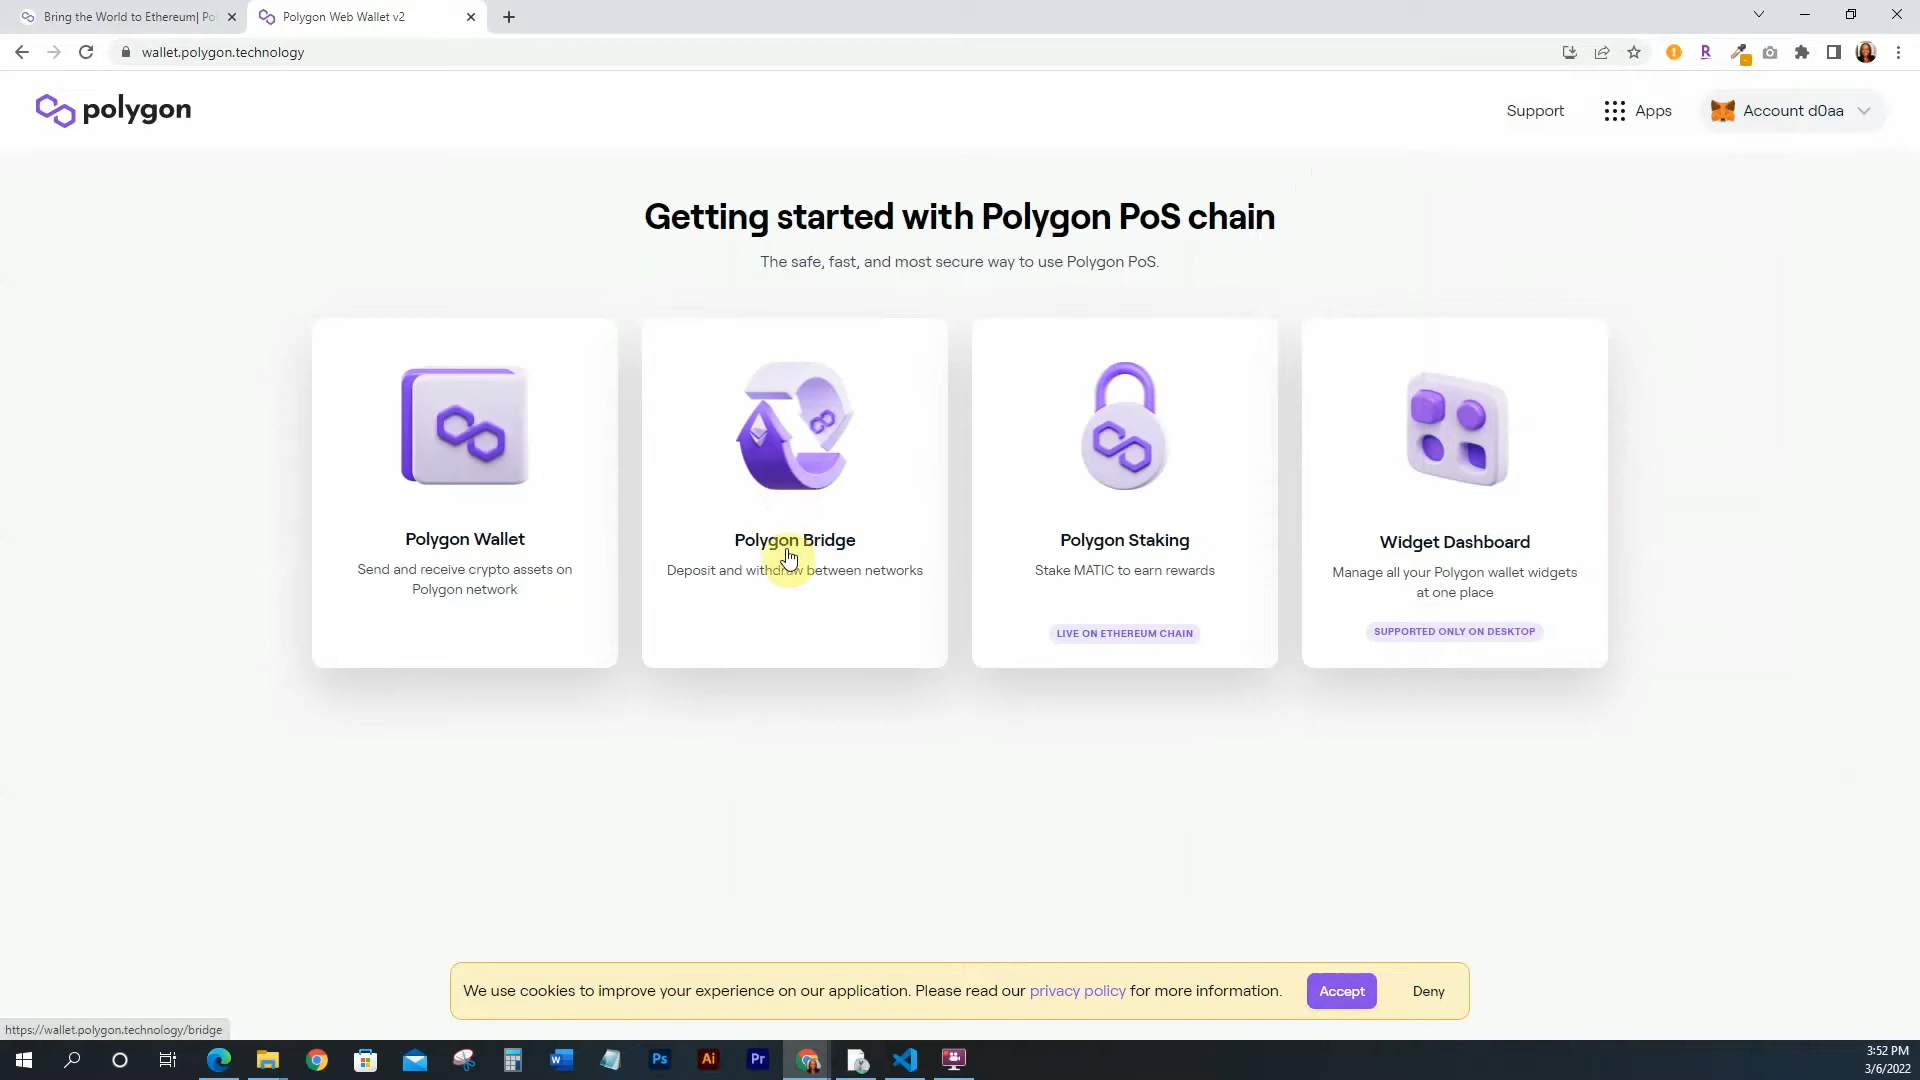 Bring the World to Ethereum| Po
Polygon Web Wallet v2
wallet.polygon.technology
R
polygon
Support
Apps
Account d0aa
Getting started with Polygon PoS chain
The safe, fast, and most secure way to use Polygon PoS.
Polygon Wallet
Send and receive crypto assets on
Polygon network
Polygon Bridge
Deposit and withdraw between networks
Polygon Staking
Stake MATIC to earn rewards
LIVE ON ETHEREUM CHAIN
Widget Dashboard
Manage all your Polygon wallet widgets
at one place
SUPPORTED ONLY ON DESKTOP
We use cookies to improve your experience on our application. Please read our privacy policy for more information.
Accept
Deny
https://wallet.polygon.technology/bridge
W
Ps
Ai
Pr
3:52 PM
3/6/2022